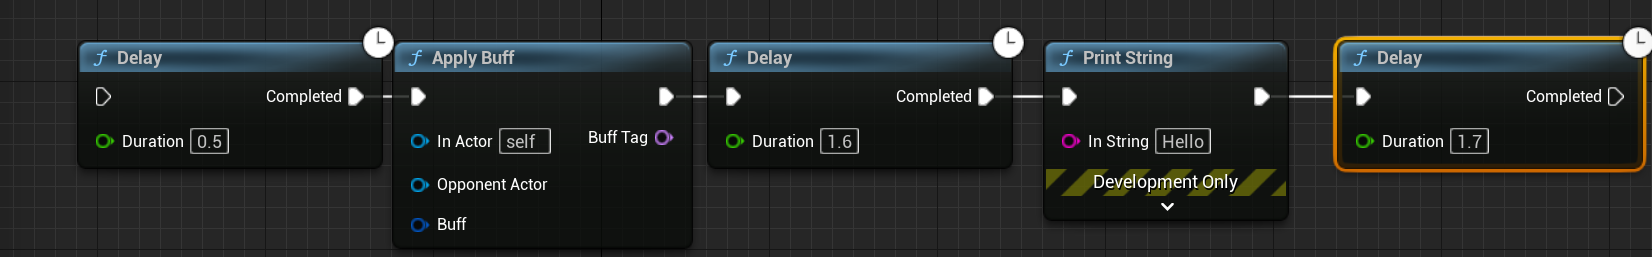 f Delay
Completed
Duration 0.5
f Apply Buff
In Actor self
Buff Tag
Opponent Actor
Buff
f Delay
Completed
Duration 1.6
f Print String
In String Hello
Development Only
f Delay
Completed
Duration 1.7